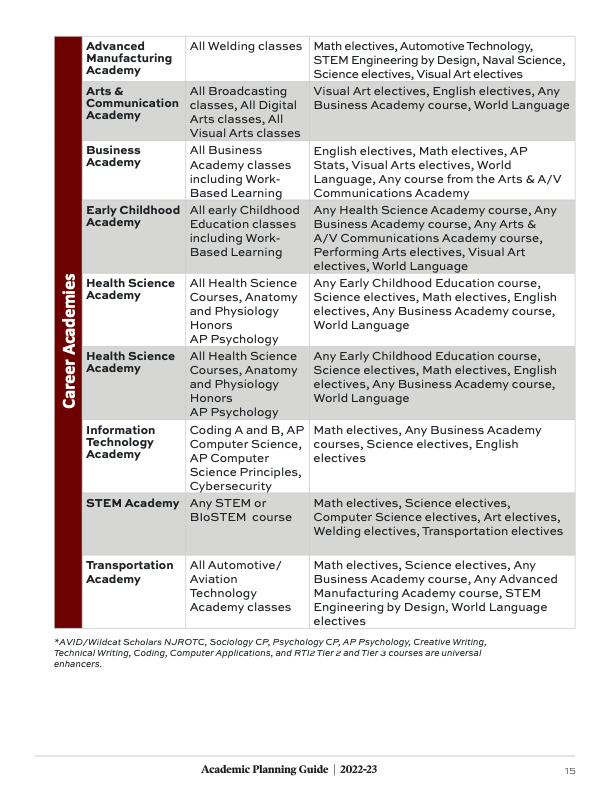 Career Academies
Advanced
Manufacturing
Academy
All Welding classes
Math electives, Automotive Technology,
STEM Engineering by Design, Naval Science,
Science electives, Visual Art electives
Arts &
Communication
Academy
All Broadcasting
classes, All Digital
Arts classes, All
Visual Arts classes
Visual Art electives, English electives, Any
Business Academy course, World Language
Business
Academy
All Business
Academy classes
including Work-
Based Learning
English electives, Math electives, AP
Stats, Visual Arts electives, World
Language, Any course from the Arts & A/V
Communications Academy
Early Childhood
Academy
All early Childhood
Education classes
including Work-
Based Learning
Any Health Science Academy course, Any
Business Academy course, Any Arts &
A/V Communications Academy course,
Performing Arts electives, Visual Art
electives, World Language
Health Science
Academy
All Health Science
Courses, Anatomy
and Physiology
Honors
AP Psychology
Any Early Childhood Education course,
Science electives, Math electives, English
electives, Any Business Academy course,
World Language
Health Science
Academy
All Health Science
Courses, Anatomy
and Physiology
Honors
AP Psychology
Any Early Childhood Education course,
Science electives, Math electives, English
electives, Any Business Academy course,
World Language
Information
Technology
Academy
Coding A and B, AP
Computer Science,
AP Computer
Science Principles,
Cybersecurity
Math electives, Any Business Academy
courses, Science electives, English
electives
STEM Academy
Any STEM or
BIoSTEM course
Math electives, Science electives,
Computer Science electives, Art electives,
Welding electives, Transportation electives
Transportation
Academy
All Automotive/
Aviation
Technology
Academy classes
Math electives, Science electives, Any
Business Academy course, Any Advanced
Manufacturing Academy course, STEM
Engineering by Design, World Language
electives
*AVID/Wildcat Scholars NJROTC, Sociology CP, Psychology CP, AP Psychology, Creative Writing,
Technical Writing, Coding, Computer Applications, and RTI2 Tier 2 and Tier 3 courses are universal
enhancers.
Academic Planning Guide | 2022-23
15